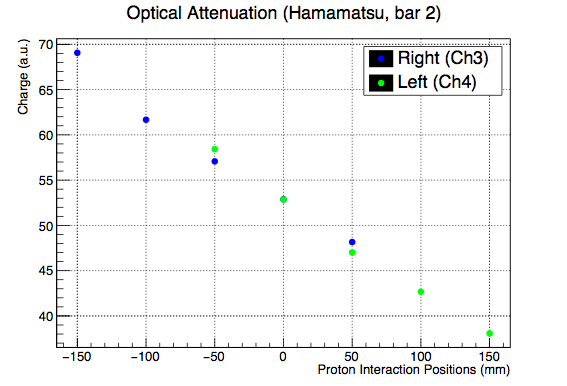 Optical Attenuation (Hamamatsu, bar 2)
Charge (a.u.)
70
65
60
55
50
45
40
Right (Ch3)
Left (Ch4)
−150 −100 −50 0 50 100 150
Proton Interaction Positions (mm)